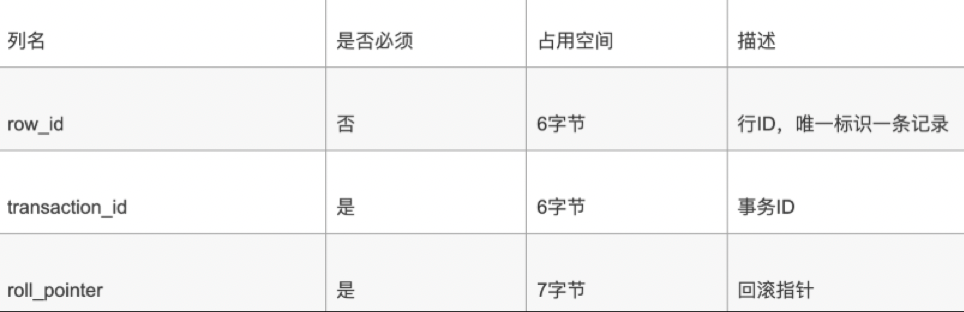 列名 是否必须 占用空间 描述
row_id 否 6字节 行ID，唯一标识一条记录
transaction_id 是 6字节 事务ID
roll_pointer 是 7字节 回滚指针